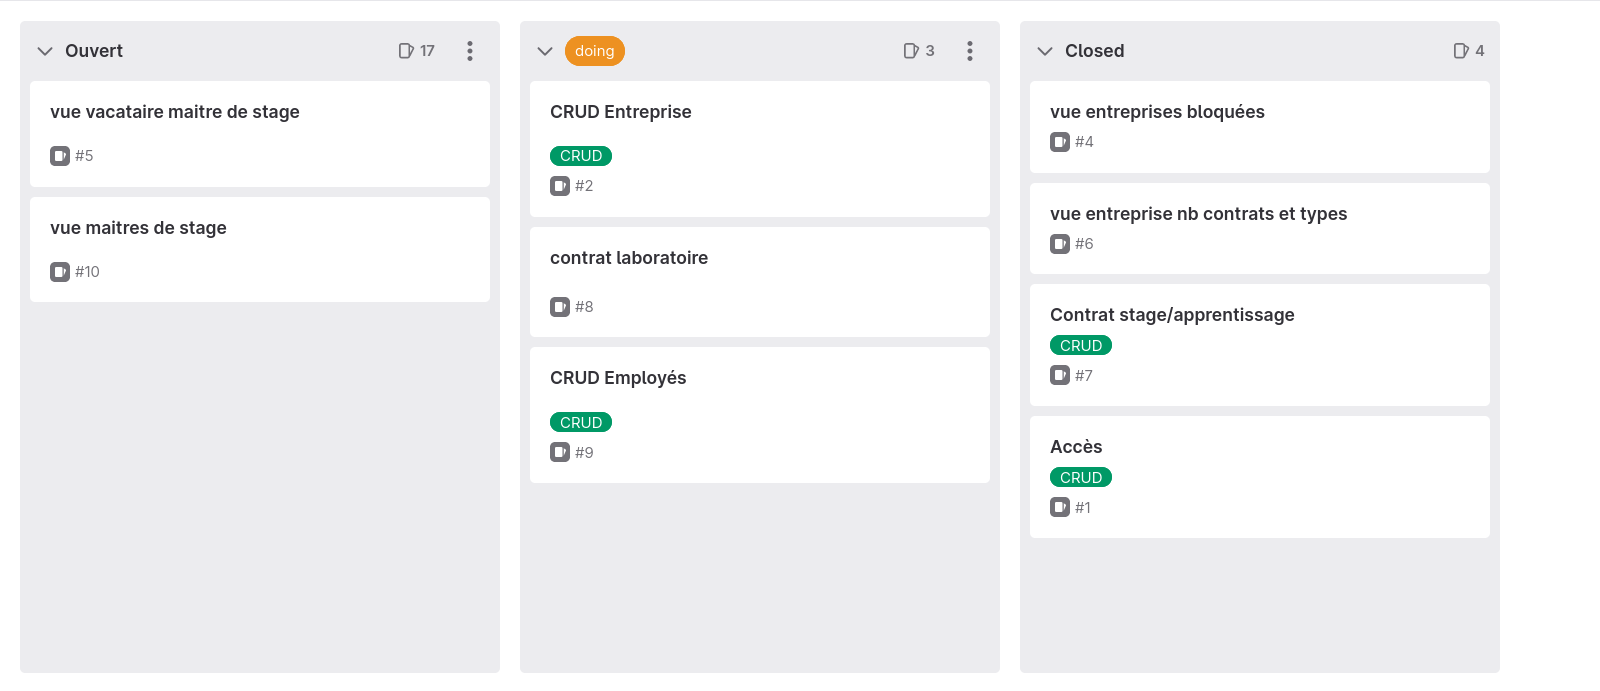 Ouvert 17
vue vacataire maitre de stage
#5
vue maitres de stage
#10
doing 3
CRUD Entreprise
CRUD
#2
contrat laboratoire
#8
CRUD Employés
CRUD
#9
Closed 4
vue entreprises bloquées
#4
vue entreprise nb contrats et types
#6
Contrat stage/apprentissage
CRUD
#7
Accès
CRUD
#1